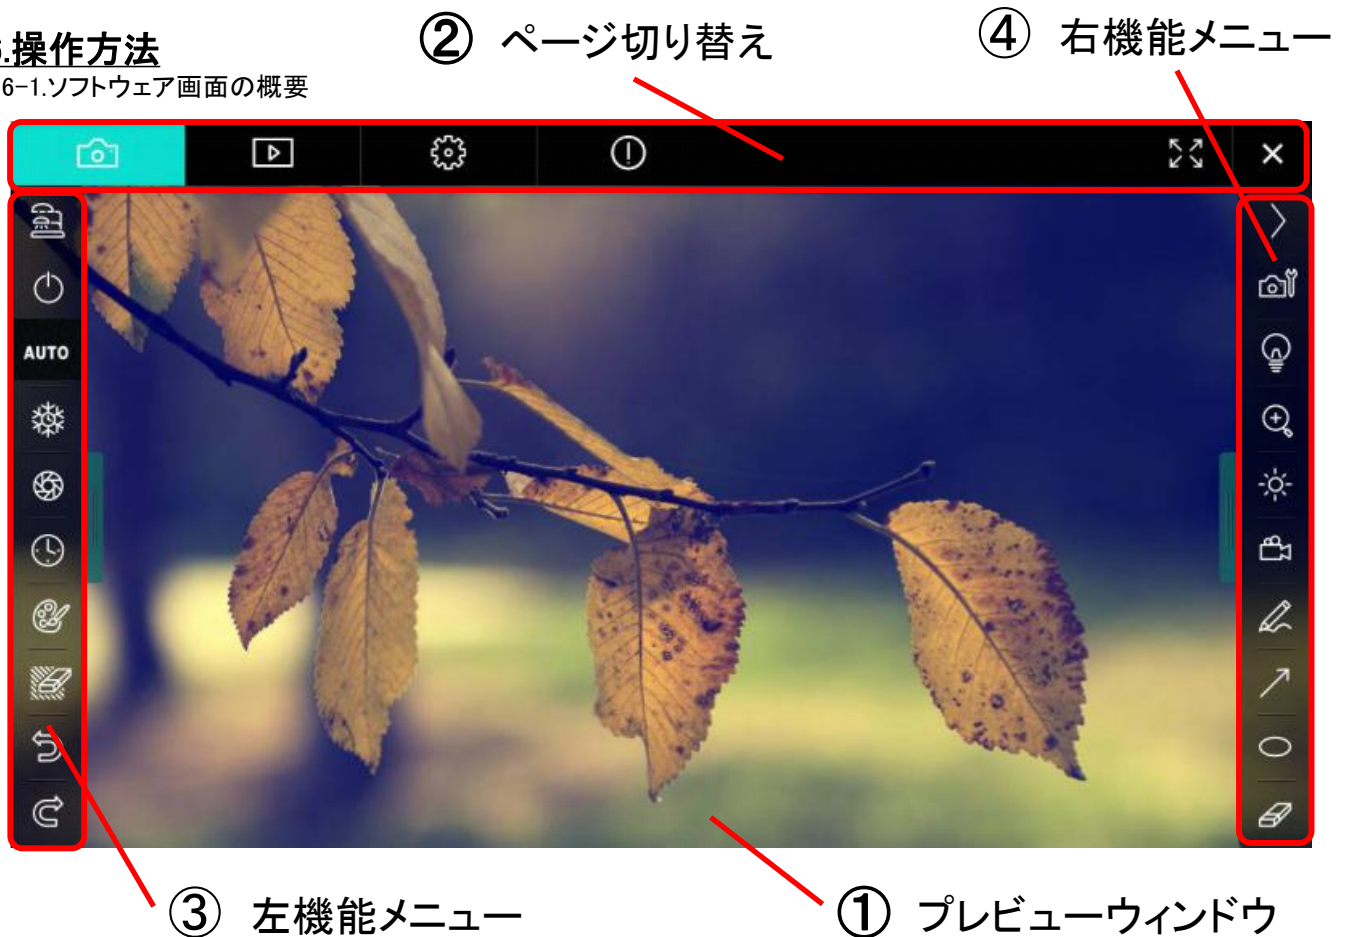 ② ページ切り替え
④ 右機能メニュー
.操作方法
6-1.ソフトウェア画面の概要
AUTO
③ 左機能メニュー
① プレビューウィンドウ